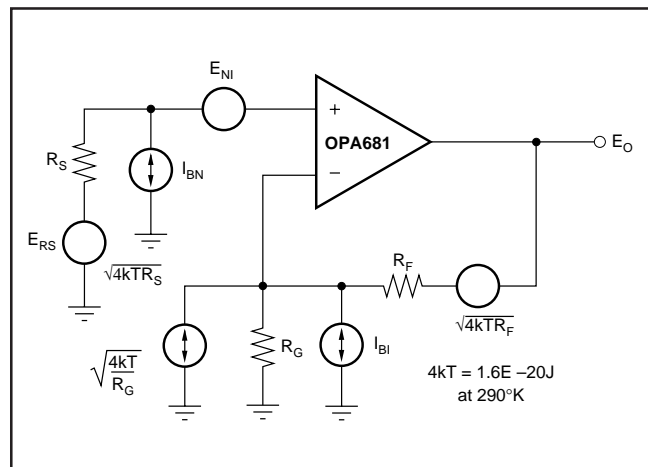 E_NI
+
OPA681
−
E_O
R_S
I_BN
E_RS
√4kTR_S
R_F
√4kTR_F
√4kT/R_G
R_G
I_BI
4kT = 1.6E –20J
at 290°K